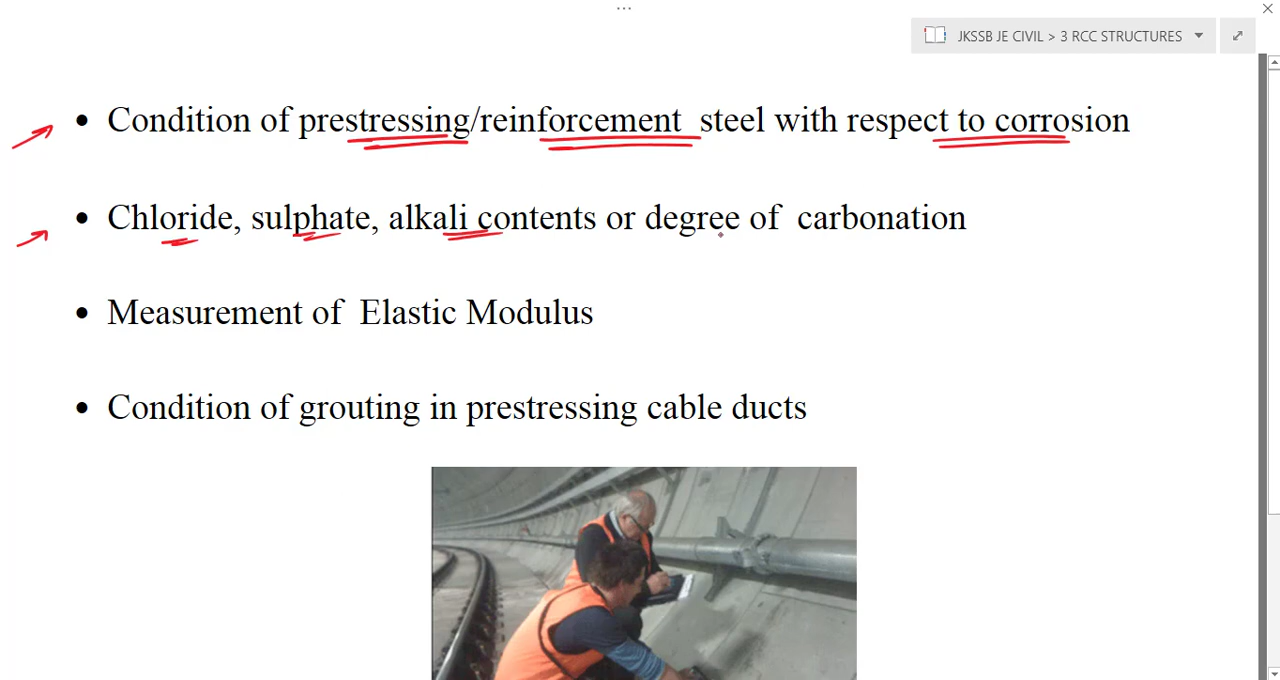 ...
JKSSB JE CIVIL > 3 RCC STRUCTURES
• Condition of prestressing/reinforcement steel with respect to corrosion
• Chloride, sulphate, alkali contents or degree of carbonation
• Measurement of Elastic Modulus
• Condition of grouting in prestressing cable ducts